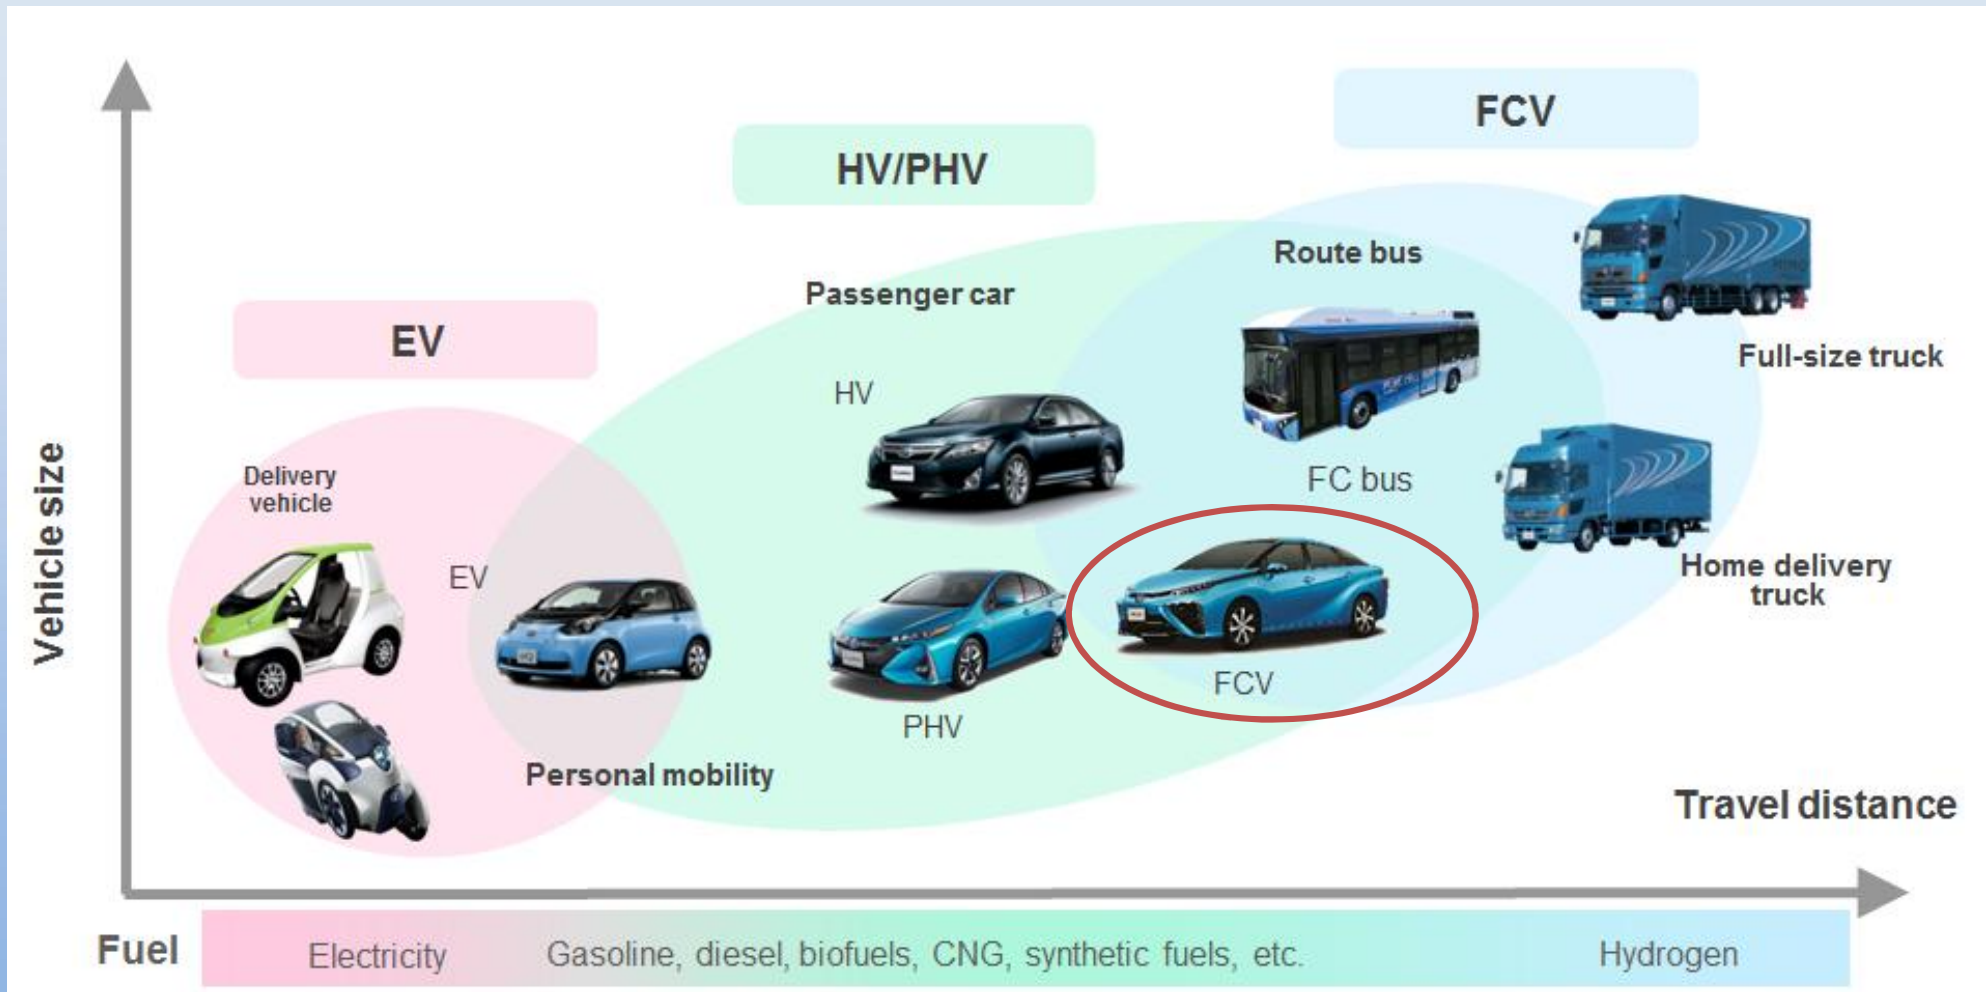 FCV
HV/PHV
Route bus
Passenger car
EV
Full-size truck
HV
Delivery
vehicle
FC bus
Vehicle size
EV
Home delivery
truck
FCV
PHV
Personal mobility
Travel distance
Fuel
Electricity
Gasoline, diesel, biofuels, CNG, synthetic fuels, etc.
Hydrogen